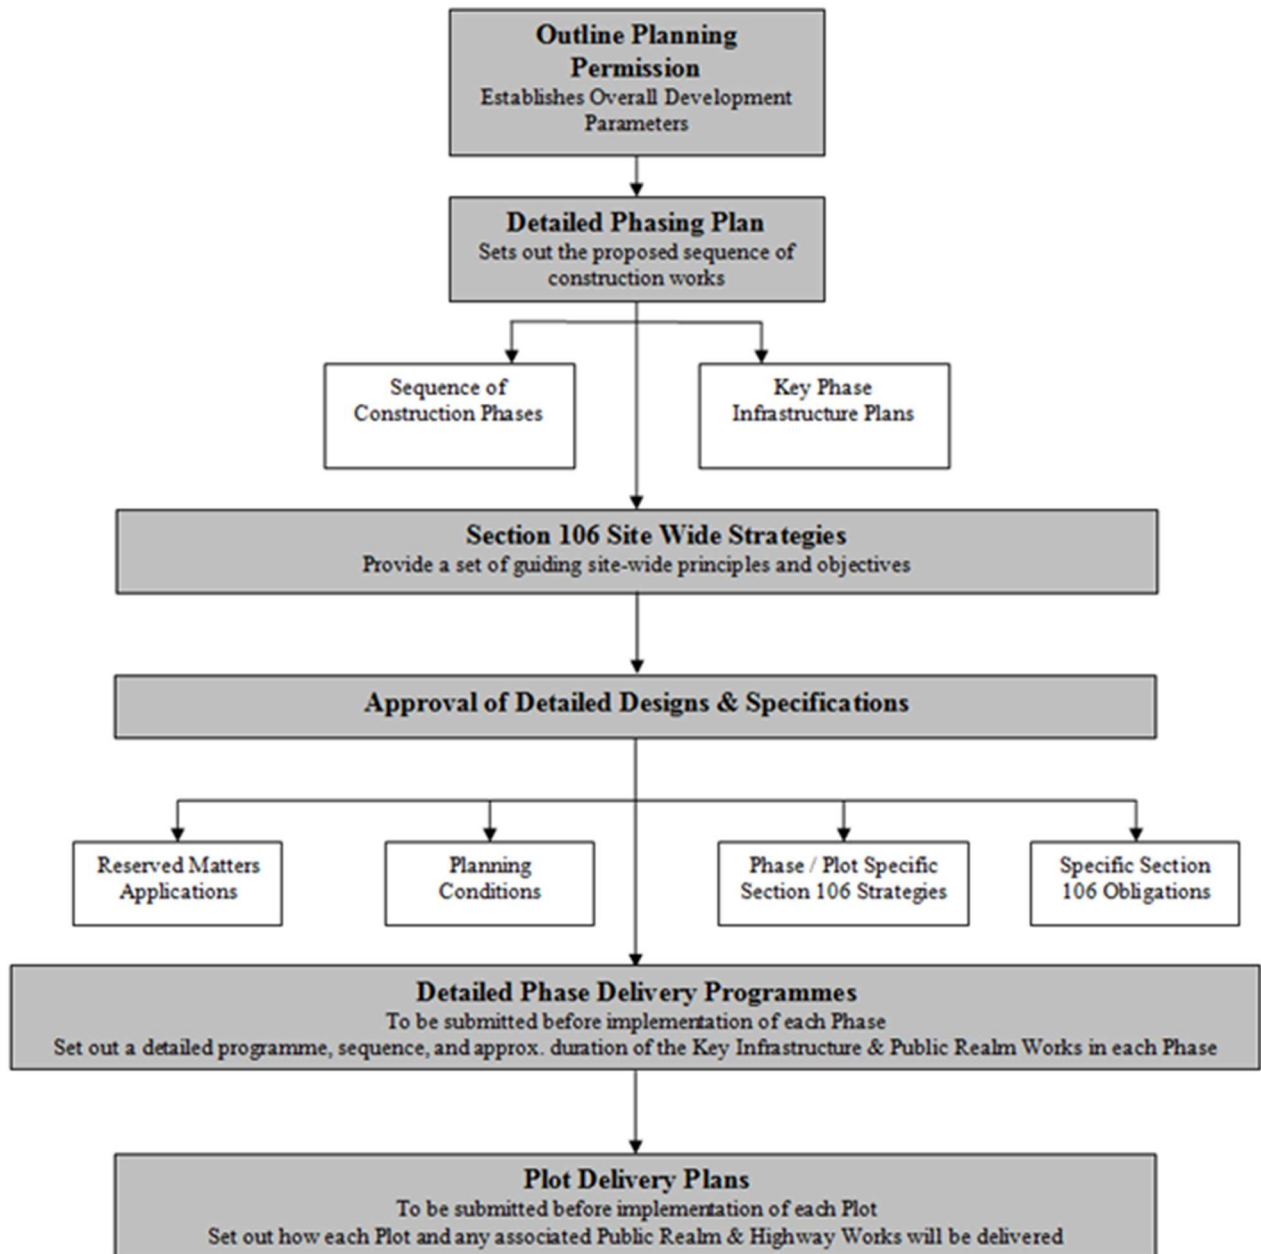 Outline Planning
Permission
Establishes Overall Development
Parameters
Detailed Phasing Plan
Sets out the proposed sequence of
construction works
Sequence of
Construction Phases
Key Phase
Infrastructure Plans
Section 106 Site Wide Strategies
Provide a set of guiding site-wide principles and objectives
Approval of Detailed Designs & Specifications
Reserved Matters
Applications
Planning
Conditions
Phase / Plot Specific
Section 106 Strategies
Specific Section
106 Obligations
Detailed Phase Delivery Programmes
To be submitted before implementation of each Phase
Set out a detailed programme, sequence, and approx. duration of the Key Infrastructure & Public Realm Works in each Phase
Plot Delivery Plans
To be submitted before implementation of each Plot
Set out how each Plot and any associated Public Realm & Highway Works will be delivered